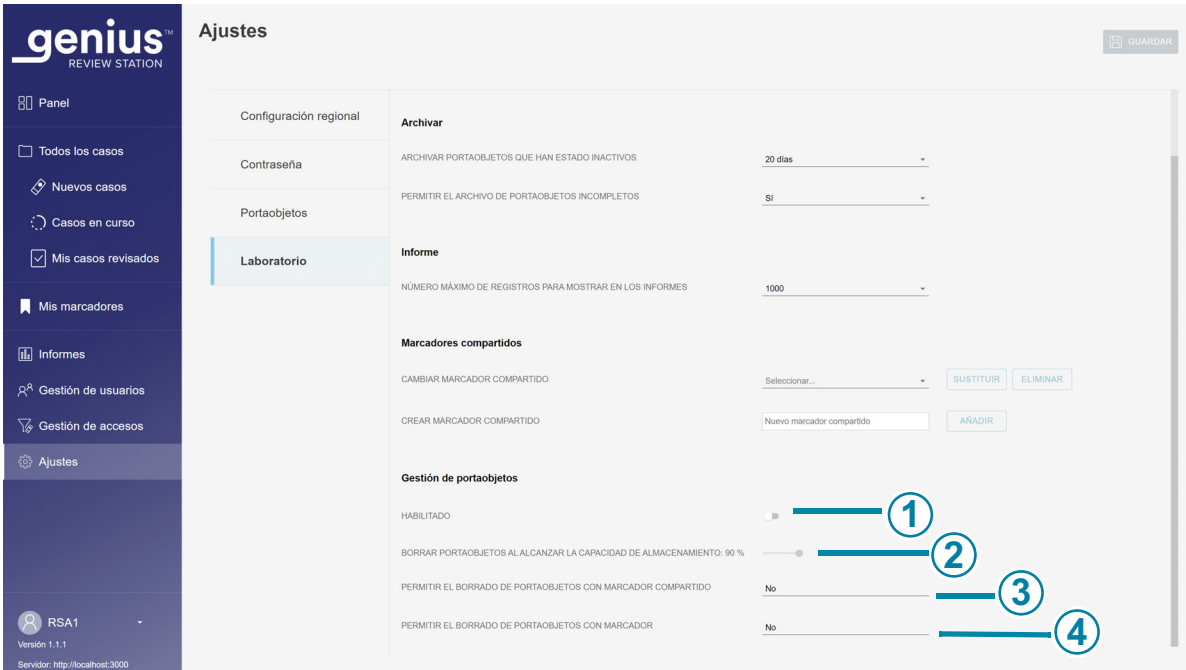 genius™
REVIEW STATION
Panel
Todos los casos
Nuevos casos
Casos en curso
Mis casos revisados
Mis marcadores
Informes
Gestión de usuarios
Gestión de accesos
Ajustes
RSA1
Versión 1.1.1
Servidor: http://localhost:3000
Ajustes
GUARDAR
Configuración regional
Contraseña
Portaobjetos
Laboratorio
Archivar
ARCHIVAR PORTAOBJETOS QUE HAN ESTADO INACTIVOS 20 días
PERMITIR EL ARCHIVO DE PORTAOBJETOS INCOMPLETOS Sí
Informe
NÚMERO MÁXIMO DE REGISTROS PARA MOSTRAR EN LOS INFORMES 1000
Marcadores compartidos
CAMBIAR MARCADOR COMPARTIDO Seleccionar... SUSTITUIR ELIMINAR
CREAR MARCADOR COMPARTIDO Nuevo marcador compartido AÑADIR
Gestión de portaobjetos
HABILITADO 1
BORRAR PORTAOBJETOS AL ALCANZAR LA CAPACIDAD DE ALMACENAMIENTO: 90 % 2
PERMITIR EL BORRADO DE PORTAOBJETOS CON MARCADOR COMPARTIDO No 3
PERMITIR EL BORRADO DE PORTAOBJETOS CON MARCADOR No 4